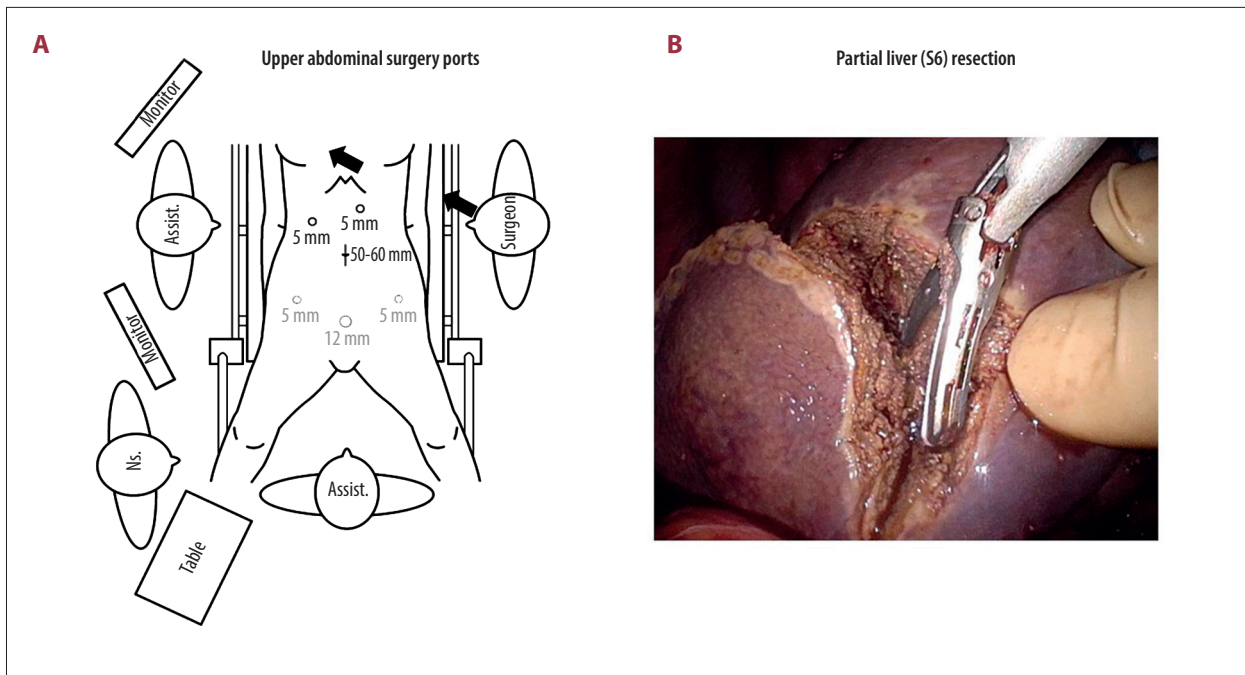 A
Upper abdominal surgery ports
Monitor
Assist.
5 mm
5 mm
Surgeon
50-60 mm
5 mm
5 mm
12 mm
Monitor
Ns.
Assist.
Table
B
Partial liver (S6) resection